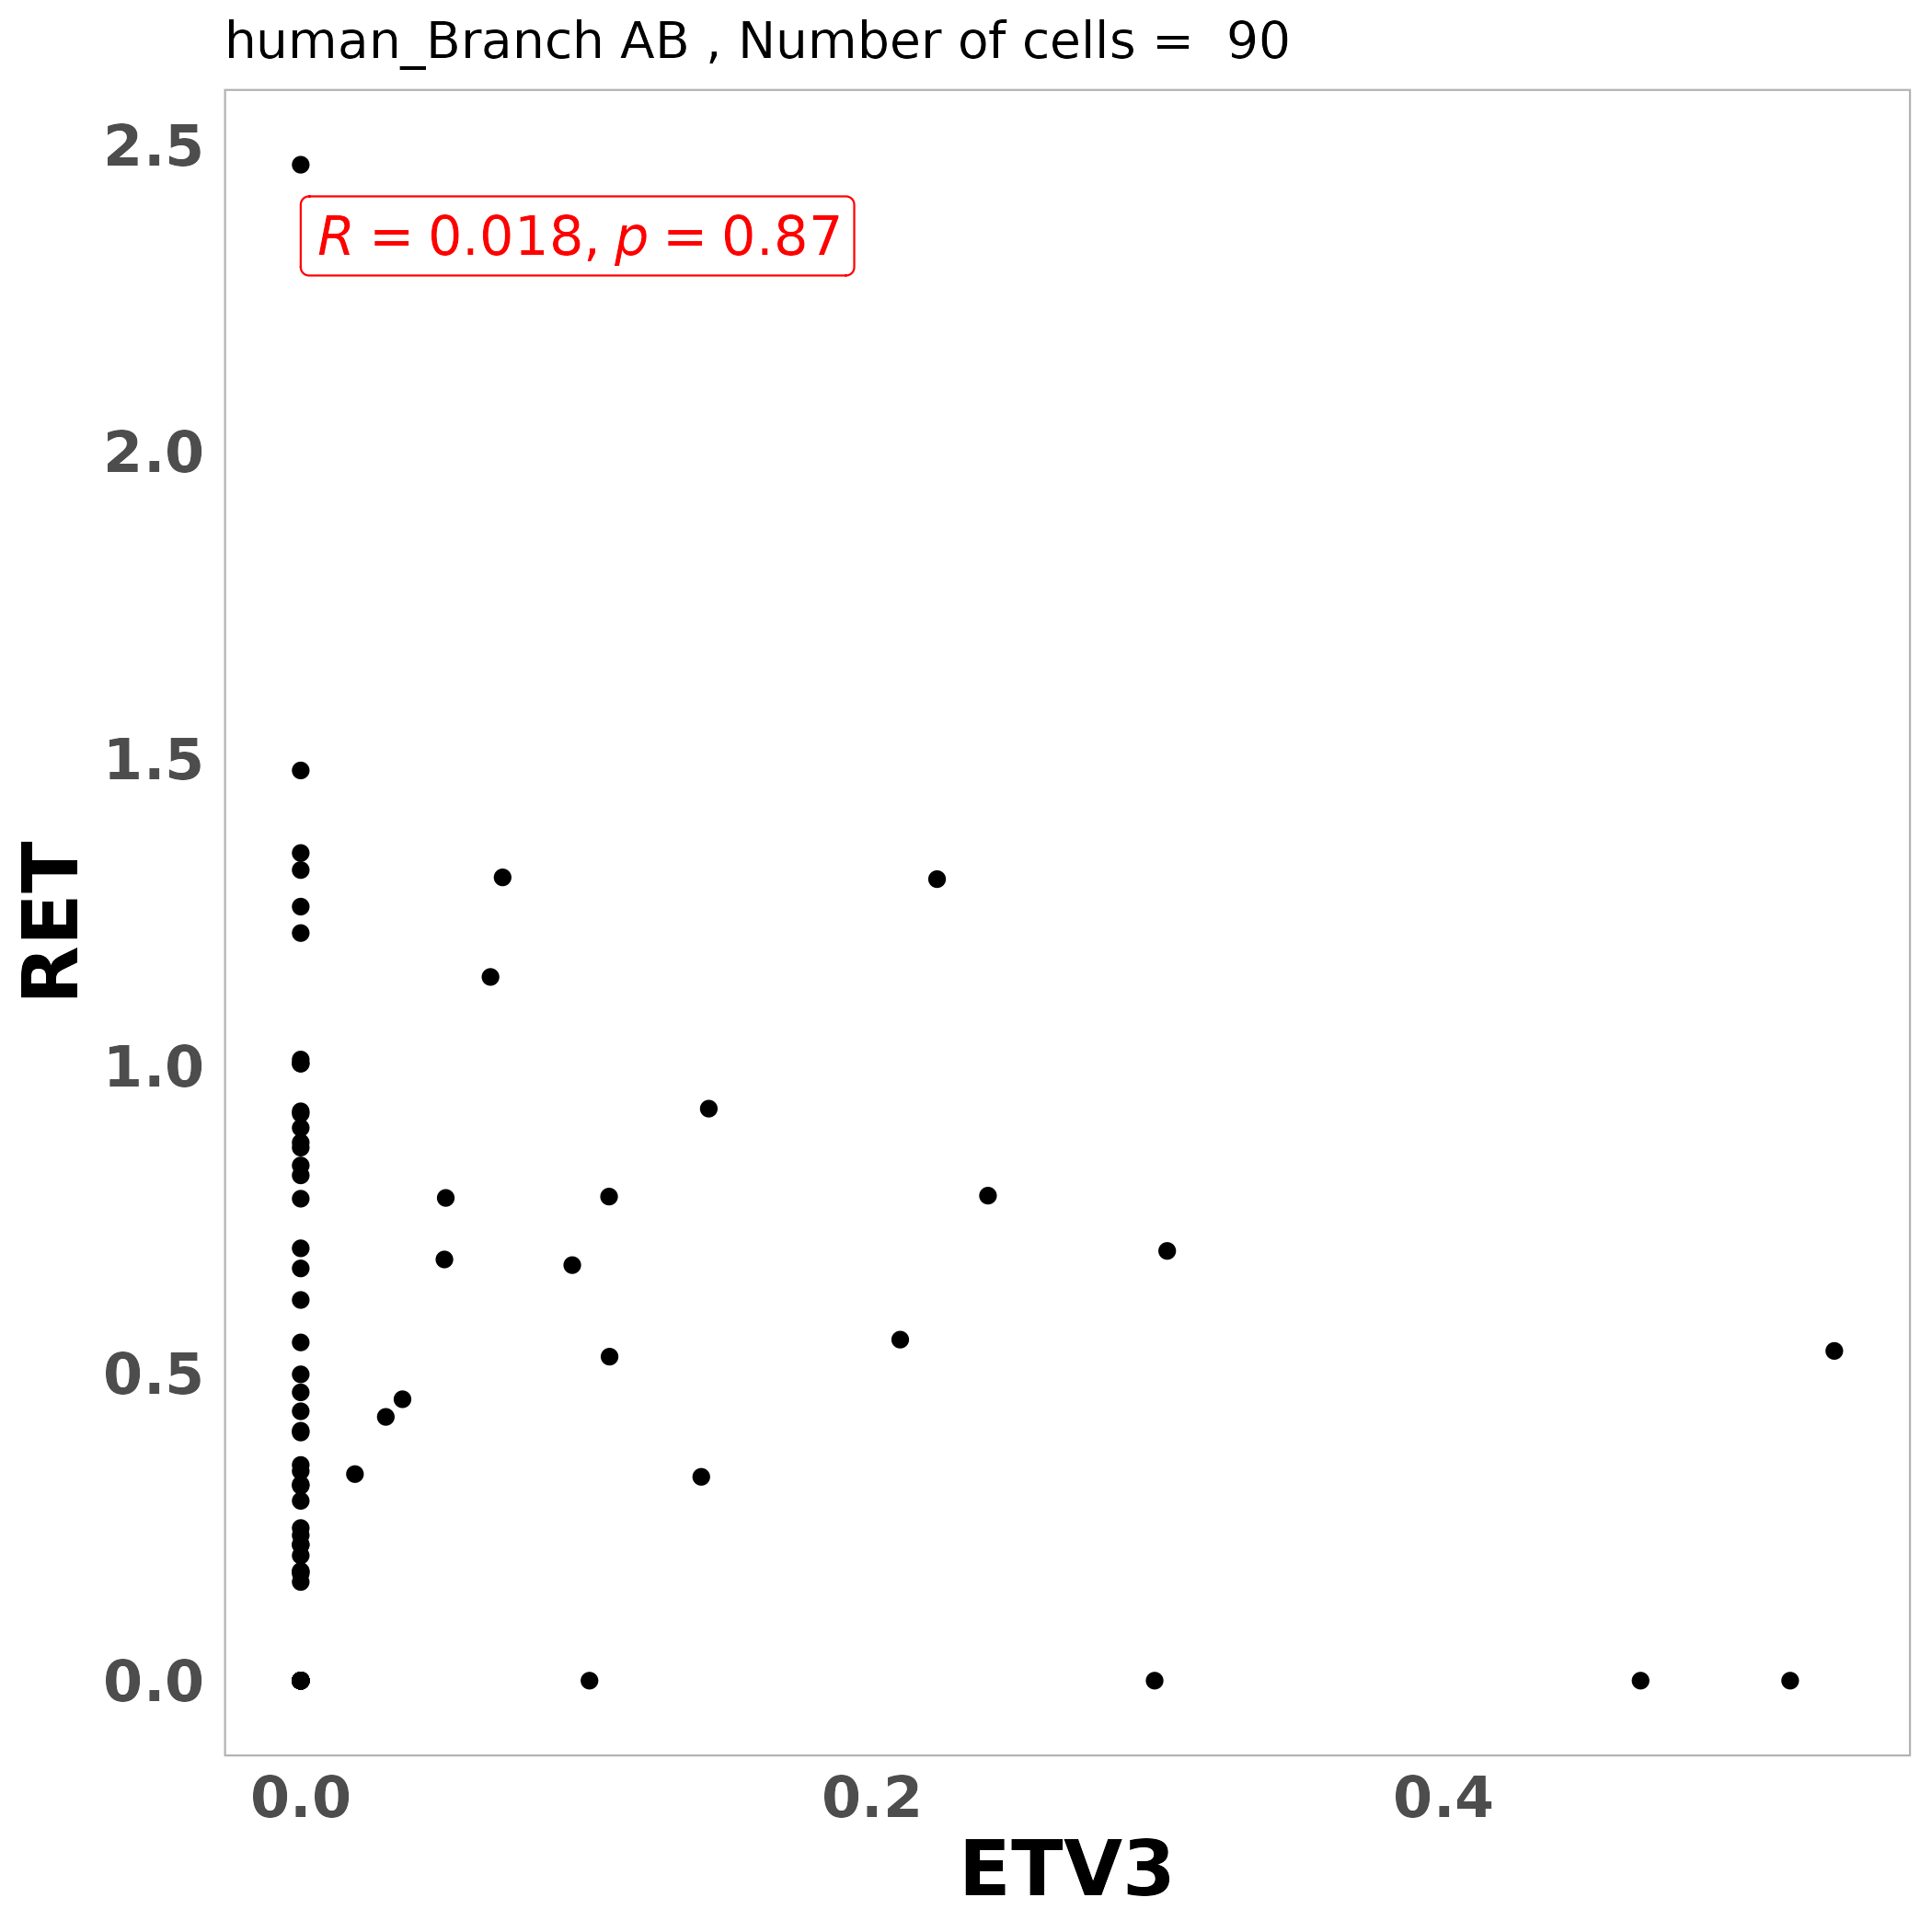 human_Branch AB , Number of cells =  90
2.5
R = 0.018, p = 0.87
2.0
1.5
RET
1.0
0.5
0.0
0.0 0.2 0.4
ETV3